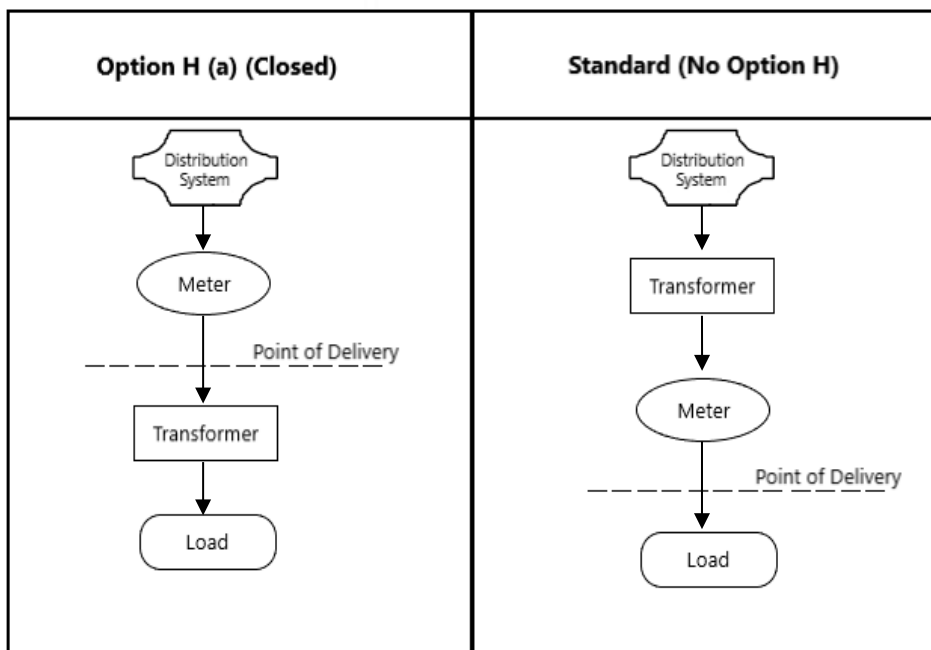 Option H (a) (Closed)
Distribution
System
Meter
Point of Delivery
Transformer
Load
Standard (No Option H)
Distribution
System
Transformer
Meter
Point of Delivery
Load